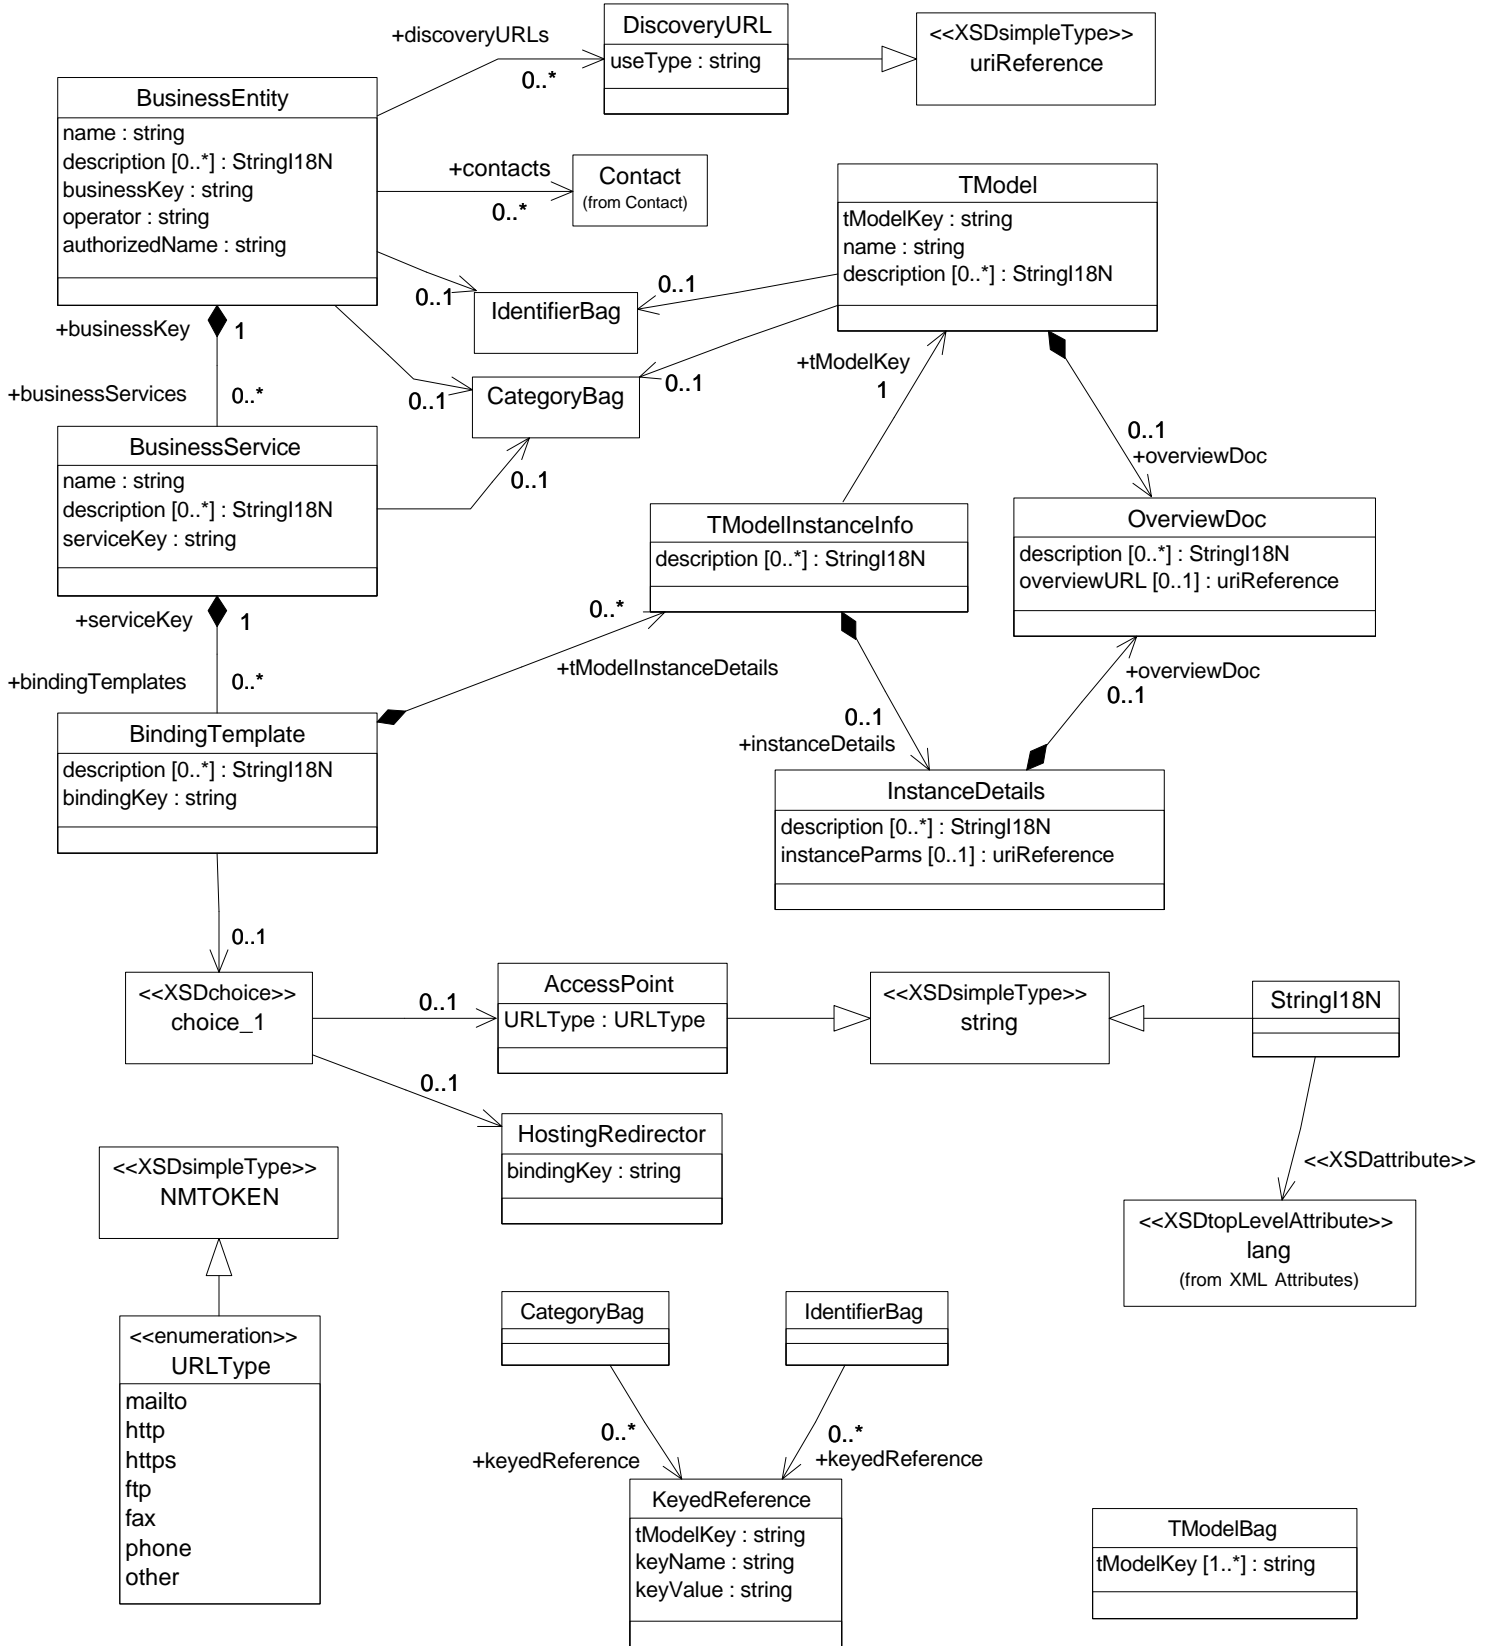 DiscoveryURL
useType : string
+discoveryURLs
0..*
<<XSDsimpleType>>
uriReference
BusinessEntity
name : string
description [0..*] : StringI18N
businessKey : string
operator : string
authorizedName : string
+contacts
0..*
Contact
(from Contact)
TModel
tModelKey : string
name : string
description [0..*] : StringI18N
0..1
IdentifierBag
0..1
+businessKey
1
+businessServices
0..*
0..1
CategoryBag
0..1
+tModelKey
1
0..1
+overviewDoc
BusinessService
name : string
description [0..*] : StringI18N
serviceKey : string
0..1
TModelInstanceInfo
description [0..*] : StringI18N
OverviewDoc
description [0..*] : StringI18N
overviewURL [0..1] : uriReference
+serviceKey
1
+bindingTemplates
0..*
0..*
+tModelInstanceDetails
+overviewDoc
0..1
0..1
+instanceDetails
BindingTemplate
description [0..*] : StringI18N
bindingKey : string
InstanceDetails
description [0..*] : StringI18N
instanceParms [0..1] : uriReference
0..1
<<XSDchoice>>
choice_1
0..1
AccessPoint
URLType : URLType
<<XSDsimpleType>>
string
StringI18N
0..1
HostingRedirector
bindingKey : string
<<XSDattribute>>
<<XSDsimpleType>>
NMTOKEN
<<XSDtopLevelAttribute>>
lang
(from XML Attributes)
<<enumeration>>
URLType
mailto
http
https
ftp
fax
phone
other
CategoryBag
IdentifierBag
0..*
+keyedReference
0..*
+keyedReference
KeyedReference
tModelKey : string
keyName : string
keyValue : string
TModelBag
tModelKey [1..*] : string